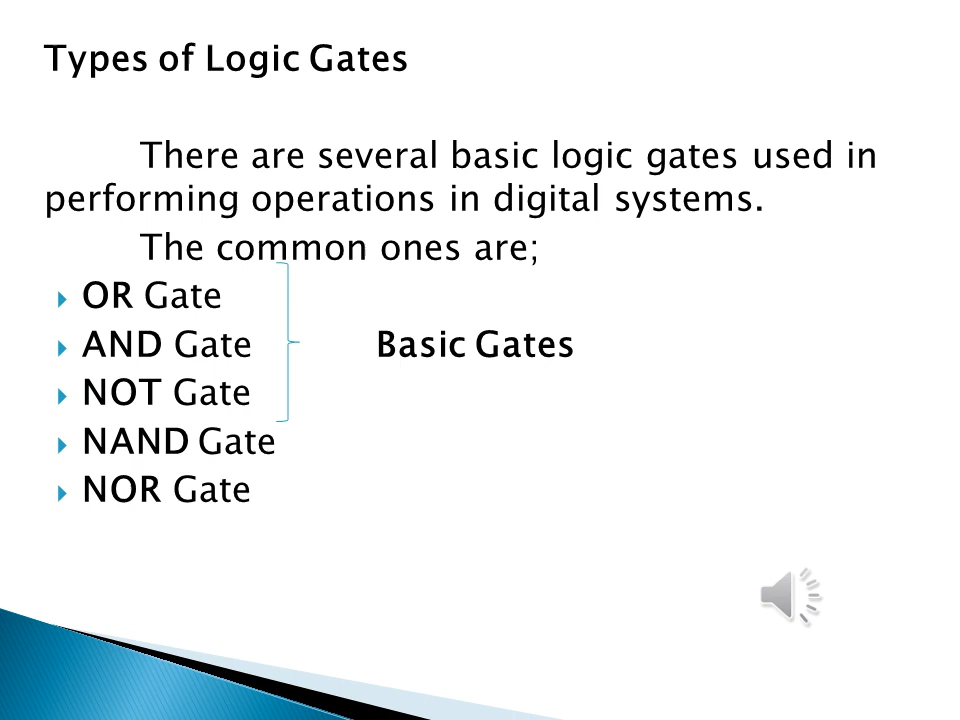 Types of Logic Gates
There are several basic logic gates used in
performing operations in digital systems.
The common ones are;
OR Gate
AND Gate Basic Gates
NOT Gate
NAND Gate
NOR Gate